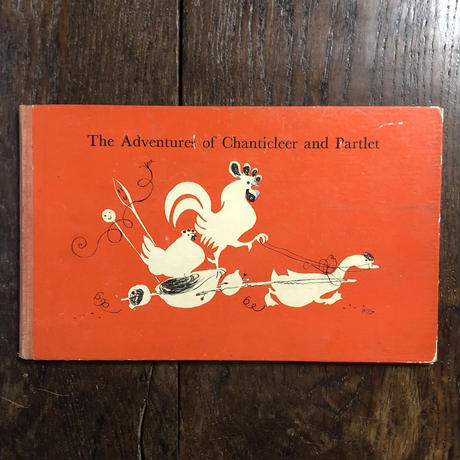 The Adventures of Chanticleer and Partlet